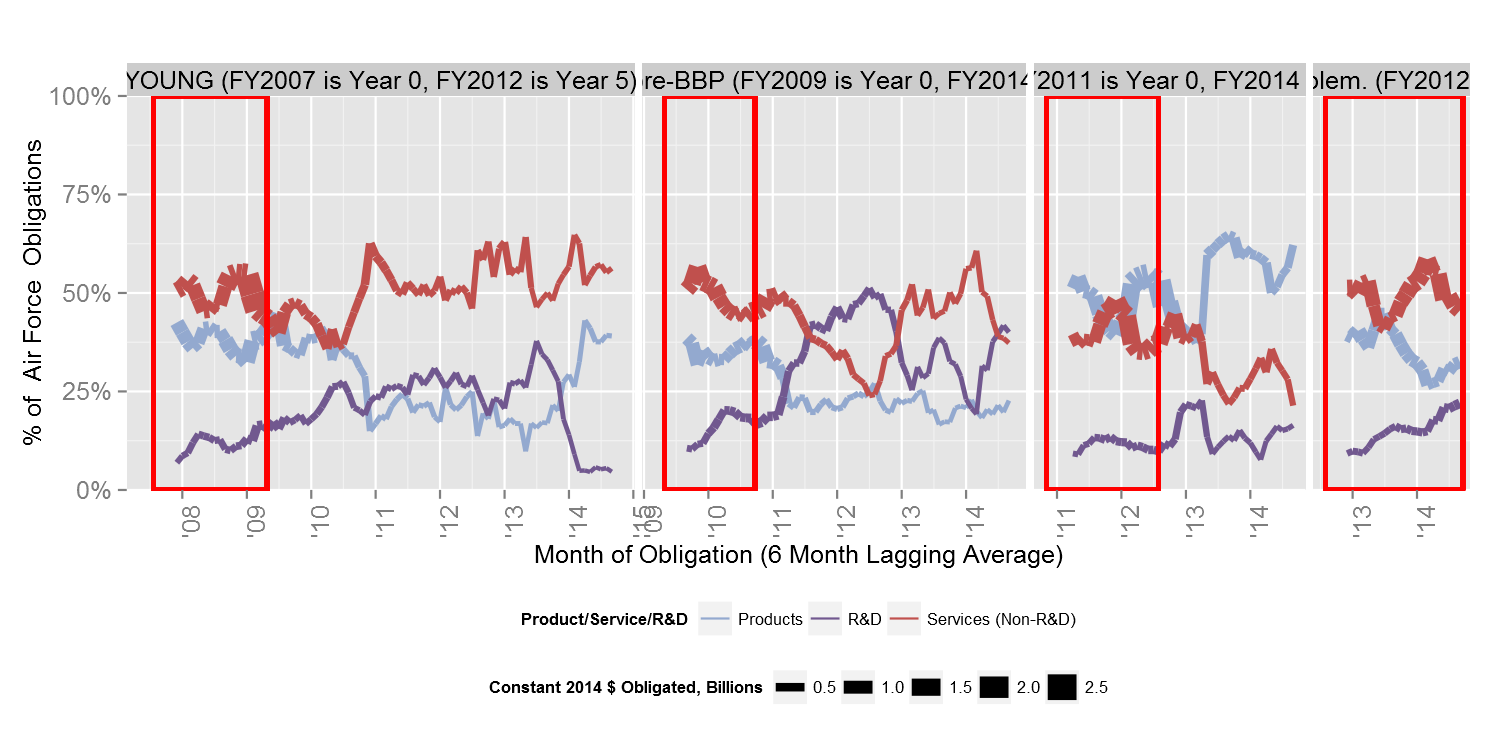 YOUNG (FY2007 is Year 0, FY2012 is Year 5)
re-BBP (FY2009 is Year 0, FY2014
2011 is Year 0, FY2014
lem. (FY2012
% of Air Force Obligations
100%
75%
50%
25%
0%
'08 '09 '10 '11 '12 '13 '14 '15
'09 '10 '11 '12 '13 '14
'11 '12 '13 '14
'13 '14
Month of Obligation (6 Month Lagging Average)
Product/Service/R&D Products R&D Services (Non-R&D)
Constant 2014 $ Obligated, Billions 0.5 1.0 1.5 2.0 2.5